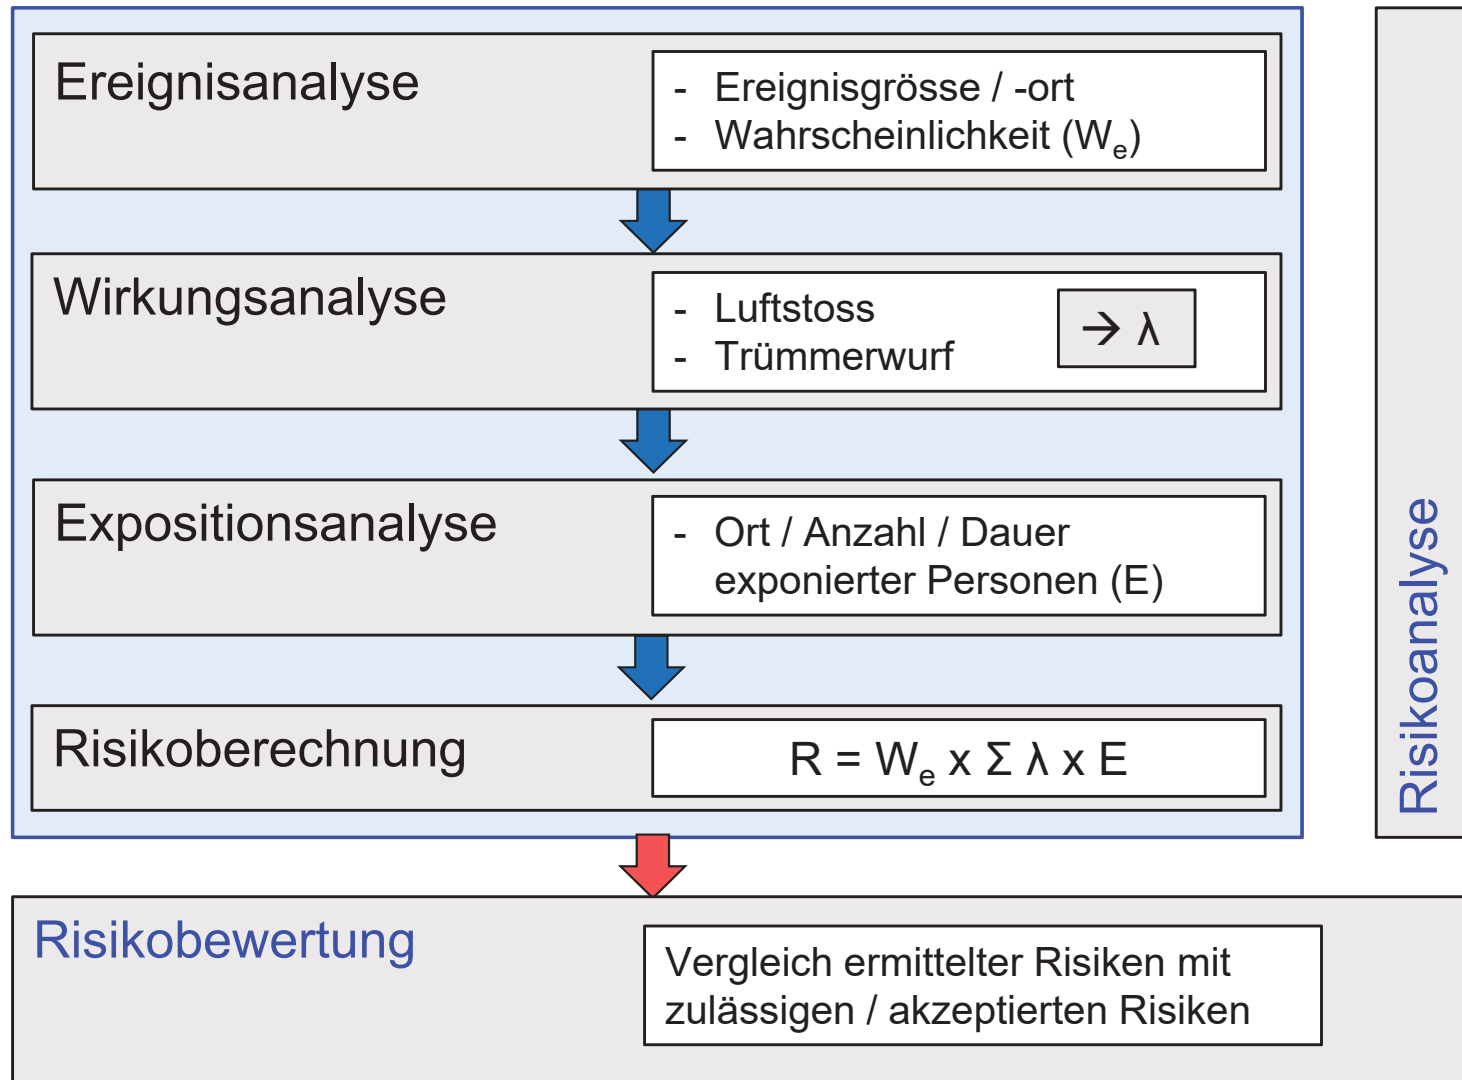 Ereignisanalyse
- Ereignisgrösse / -ort
- Wahrscheinlichkeit (Wₑ)
Wirkungsanalyse
- Luftstoss
- Trümmerwurf
→ λ
Expositionsanalyse
- Ort / Anzahl / Dauer
exponierter Personen (E)
Risikoberechnung
R = Wₑ x Σ λ x E
Risikoanalyse
Risikobewertung
Vergleich ermittelter Risiken mit
zulässigen / akzeptierten Risiken